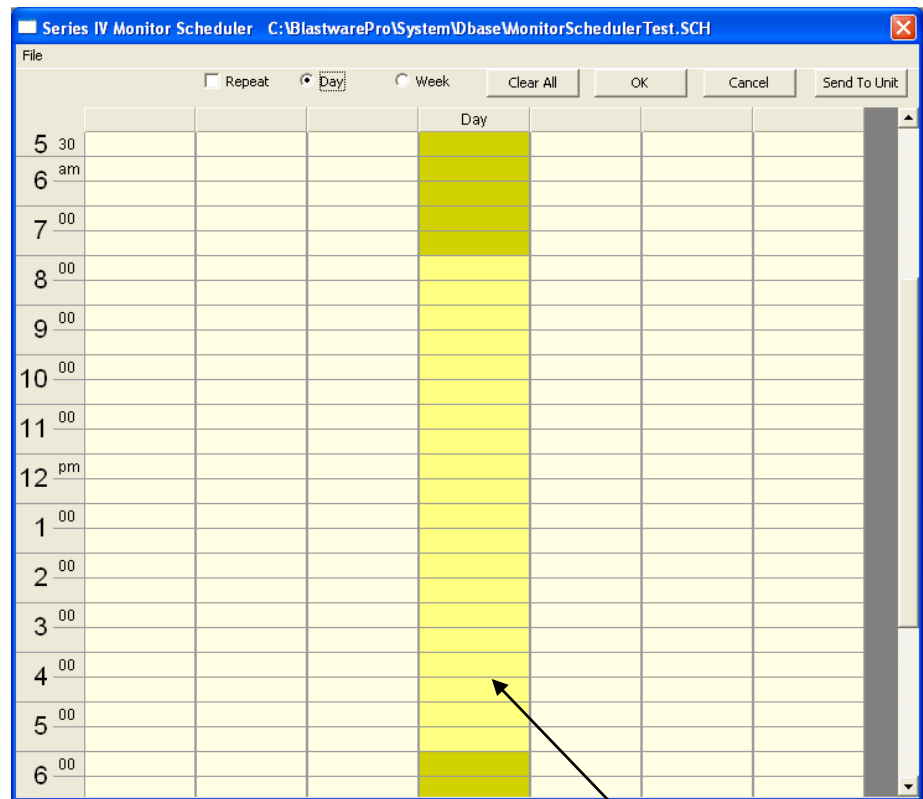 Series IV Monitor Scheduler C:\BlastwarePro\System\Dbase\MonitorSchedulerTest.SCH
File
Repeat Day Week Clear All OK Cancel Send To Unit
Day
5 30
6 am
7 00
8 00
9 00
10 00
11 00
12 pm
1 00
2 00
3 00
4 00
5 00
6 00